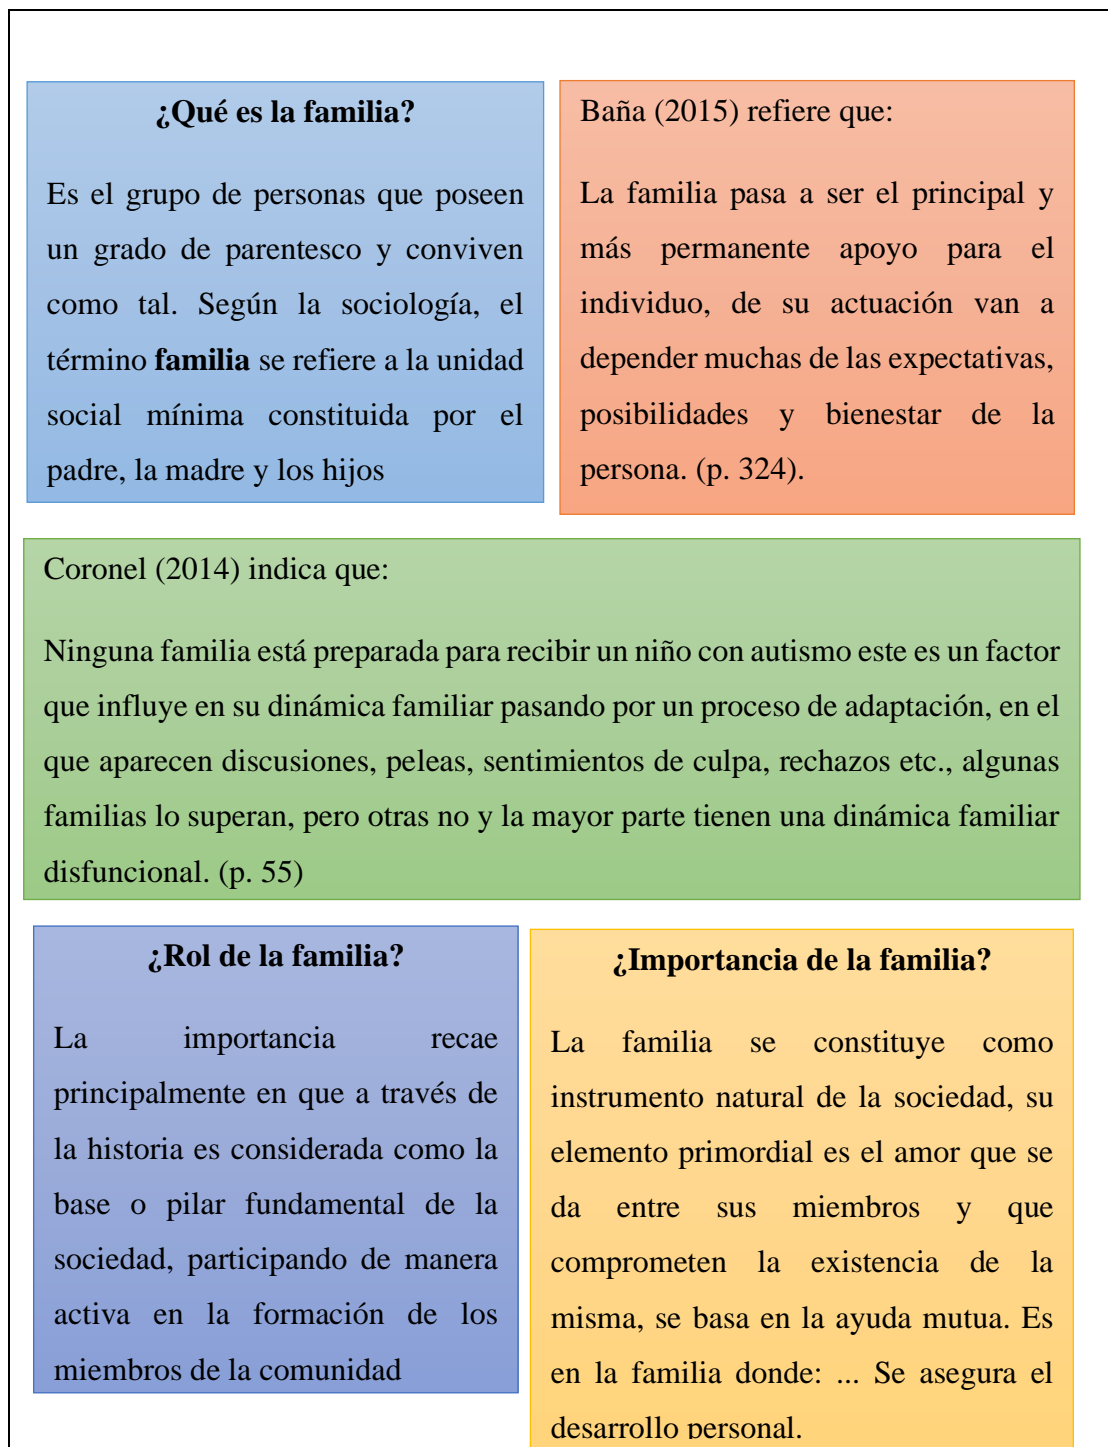 ¿Qué es la familia?
Es el grupo de personas que poseen
un grado de parentesco y conviven
como tal. Según la sociología, el
término familia se refiere a la unidad
social mínima constituida por el
padre, la madre y los hijos
Baña (2015) refiere que:
La familia pasa a ser el principal y
más permanente apoyo para el
individuo, de su actuación van a
depender muchas de las expectativas,
posibilidades y bienestar de la
persona. (p. 324).
Coronel (2014) indica que:
Ninguna familia está preparada para recibir un niño con autismo este es un factor
que influye en su dinámica familiar pasando por un proceso de adaptación, en el
que aparecen discusiones, peleas, sentimientos de culpa, rechazos etc., algunas
familias lo superan, pero otras no y la mayor parte tienen una dinámica familiar
disfuncional. (p. 55)
¿Rol de la familia?
La importancia recae
principalmente en que a través de
la historia es considerada como la
base o pilar fundamental de la
sociedad, participando de manera
activa en la formación de los
miembros de la comunidad
¿Importancia de la familia?
La familia se constituye como
instrumento natural de la sociedad, su
elemento primordial es el amor que se
da entre sus miembros y que
comprometen la existencia de la
misma, se basa en la ayuda mutua. Es
en la familia donde: ... Se asegura el
desarrollo personal.